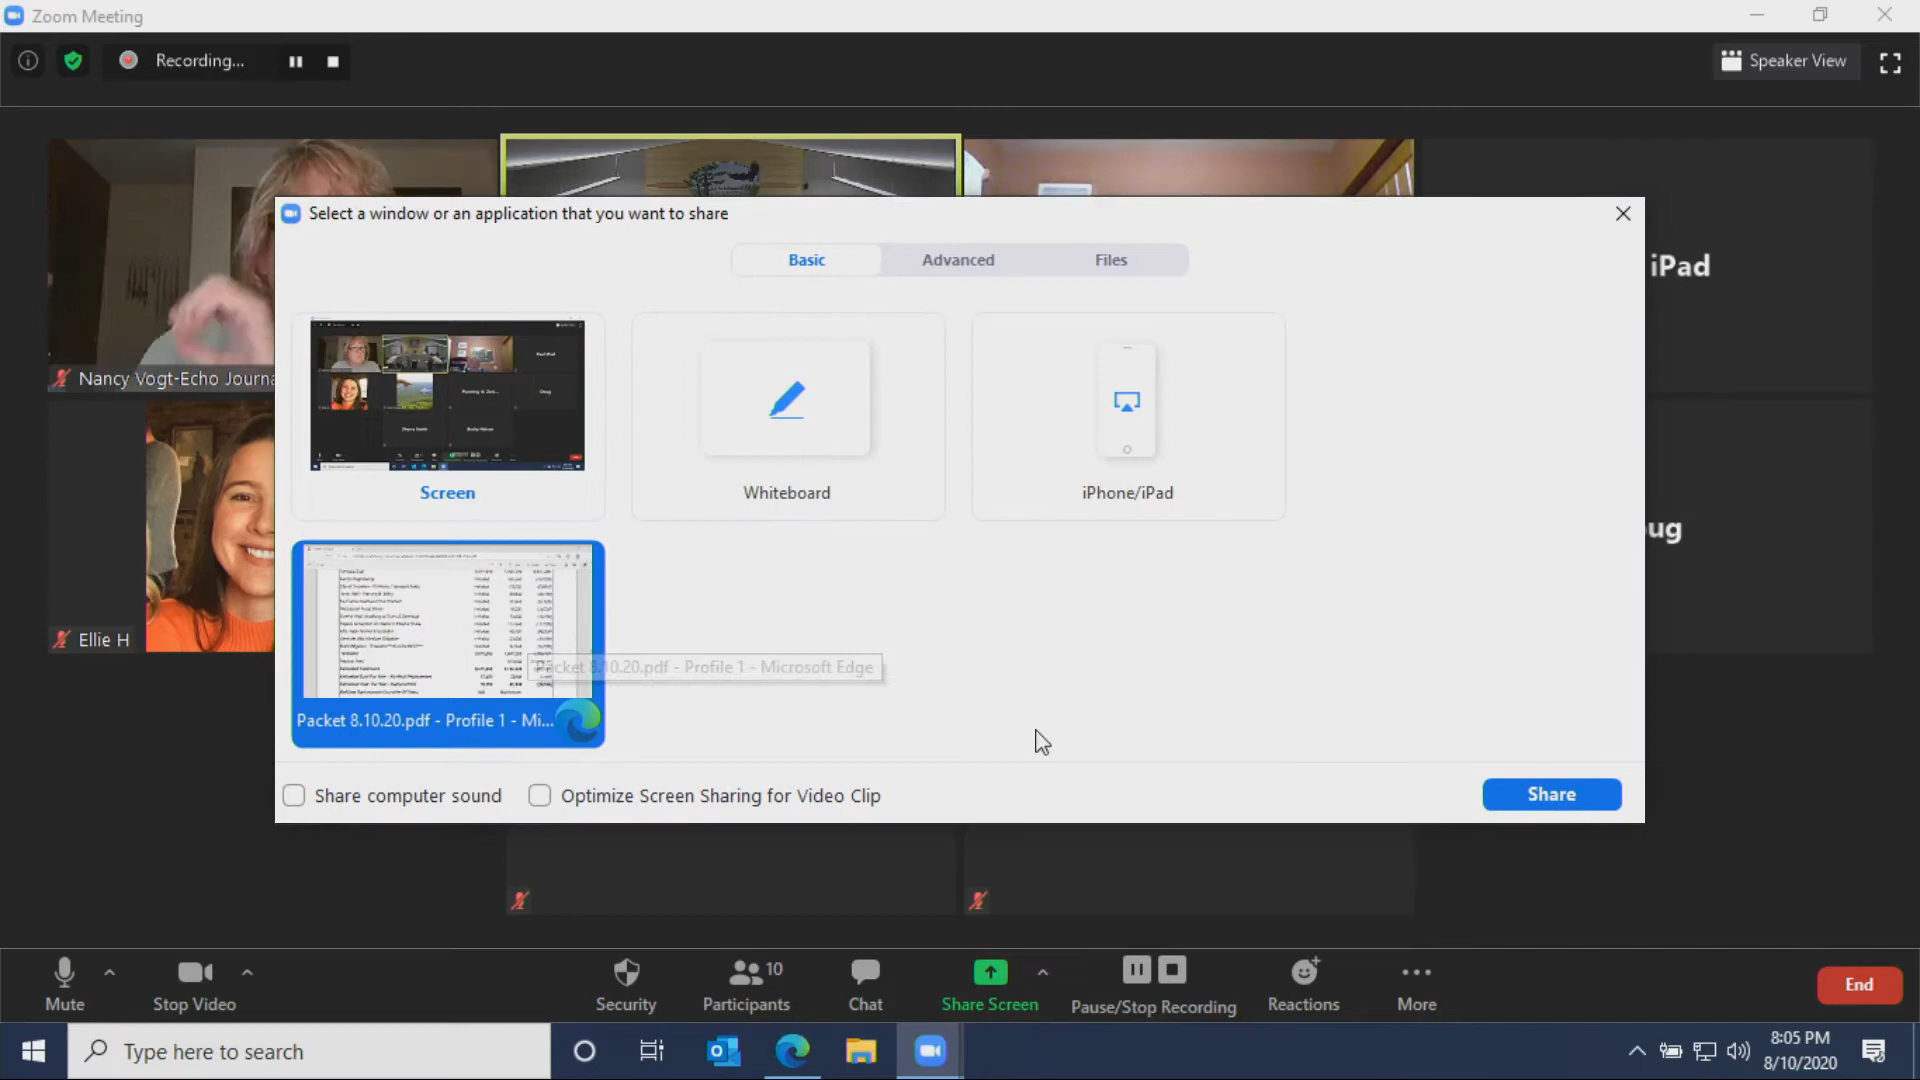 Zoom Meeting
Recording...
Speaker View
Select a window or an application that you want to share
Basic
Advanced
Files
iPad
Nancy Vogt-Echo Journa
Screen
Whiteboard
iPhone/iPad
ug
Ellie H
Packet 8.10.20.pdf - Profile 1 - Microsoft Edge
Packet 8.10.20.pdf - Profile 1 - Mi...
Share computer sound
Optimize Screen Sharing for Video Clip
Share
Mute
Stop Video
Security
10
Participants
Chat
Share Screen
Pause/Stop Recording
Reactions
More
End
Type here to search
8:05 PM
8/10/2020